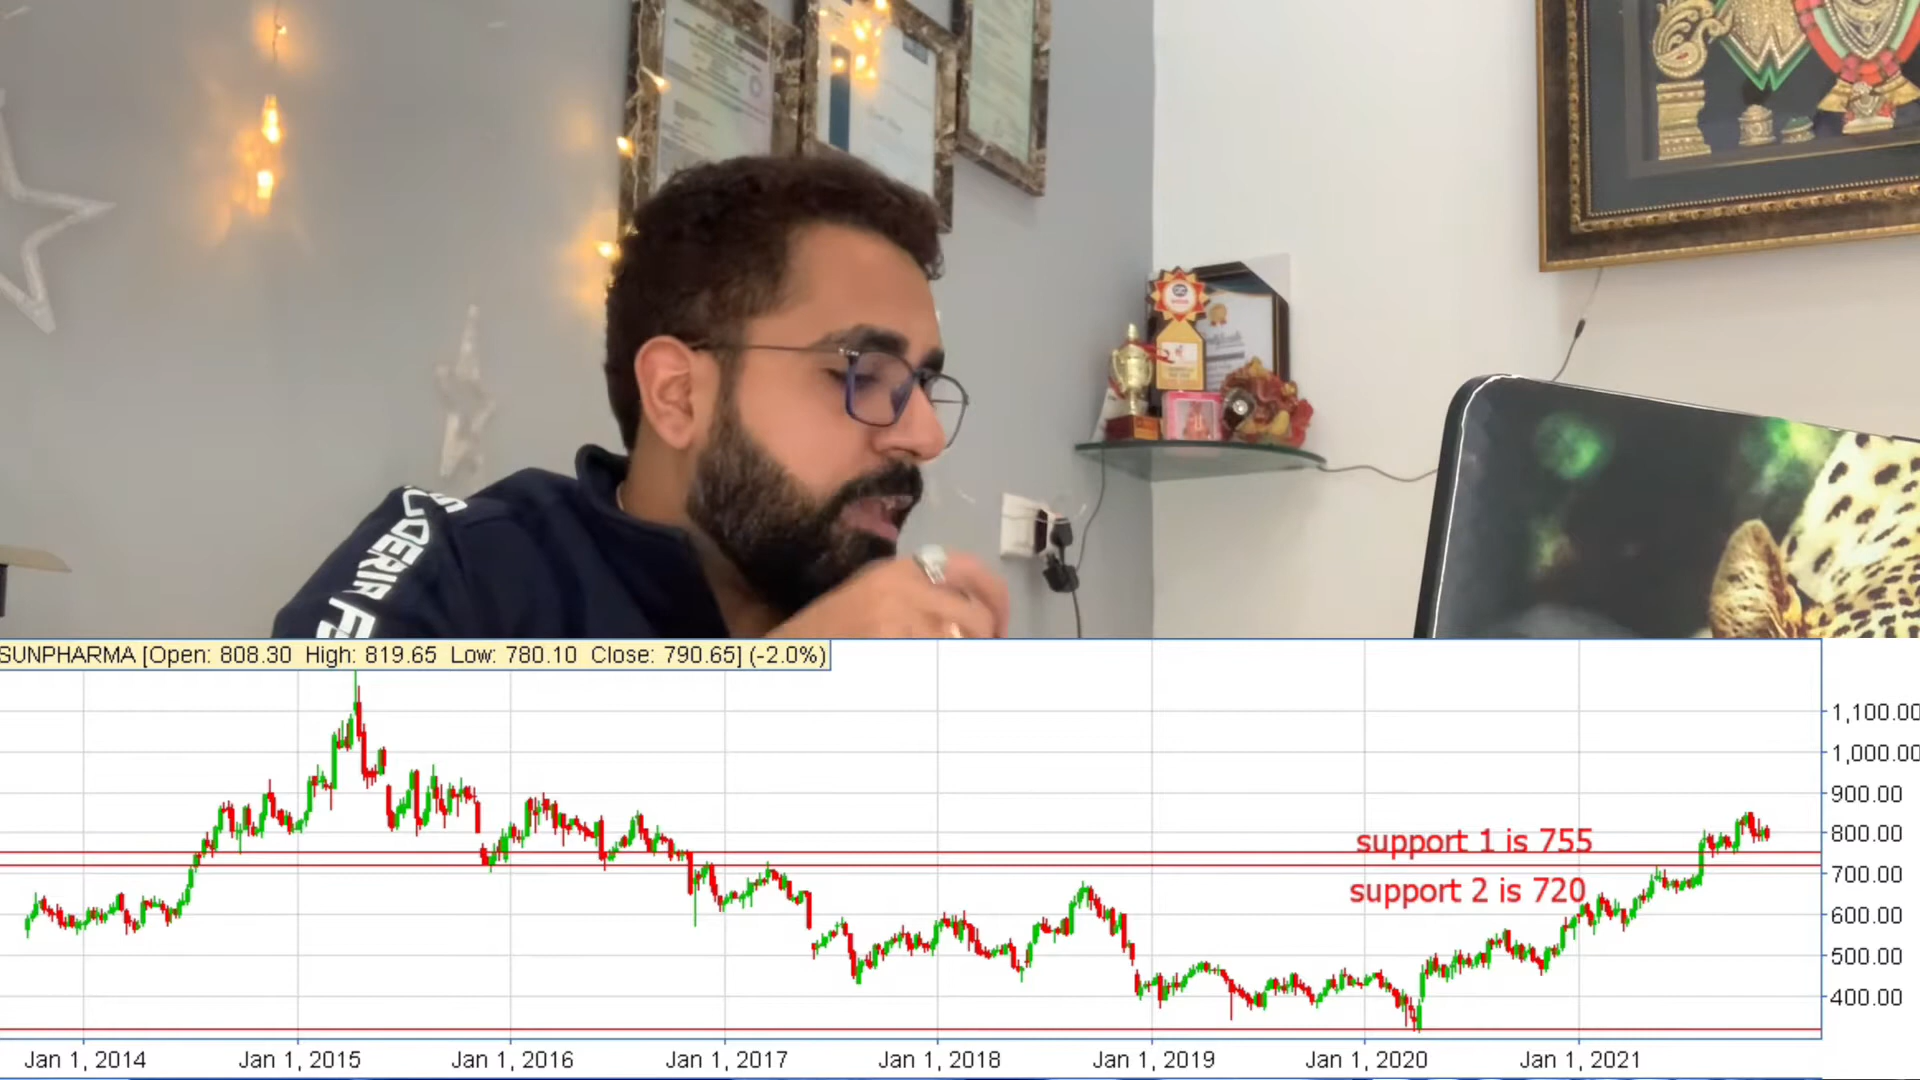 SUNPHARMA [Open: 808.30 High: 819.65 Low: 780.10 Close: 790.65] (-2.0%)
1,100.00
1,000.00
900.00
support 1 is 755
800.00
700.00
support 2 is 720
600.00
500.00
400.00
Jan 1, 2014 Jan 1, 2015 Jan 1, 2016 Jan 1, 2017 Jan 1, 2018 Jan 1, 2019 Jan 1, 2020 Jan 1, 2021